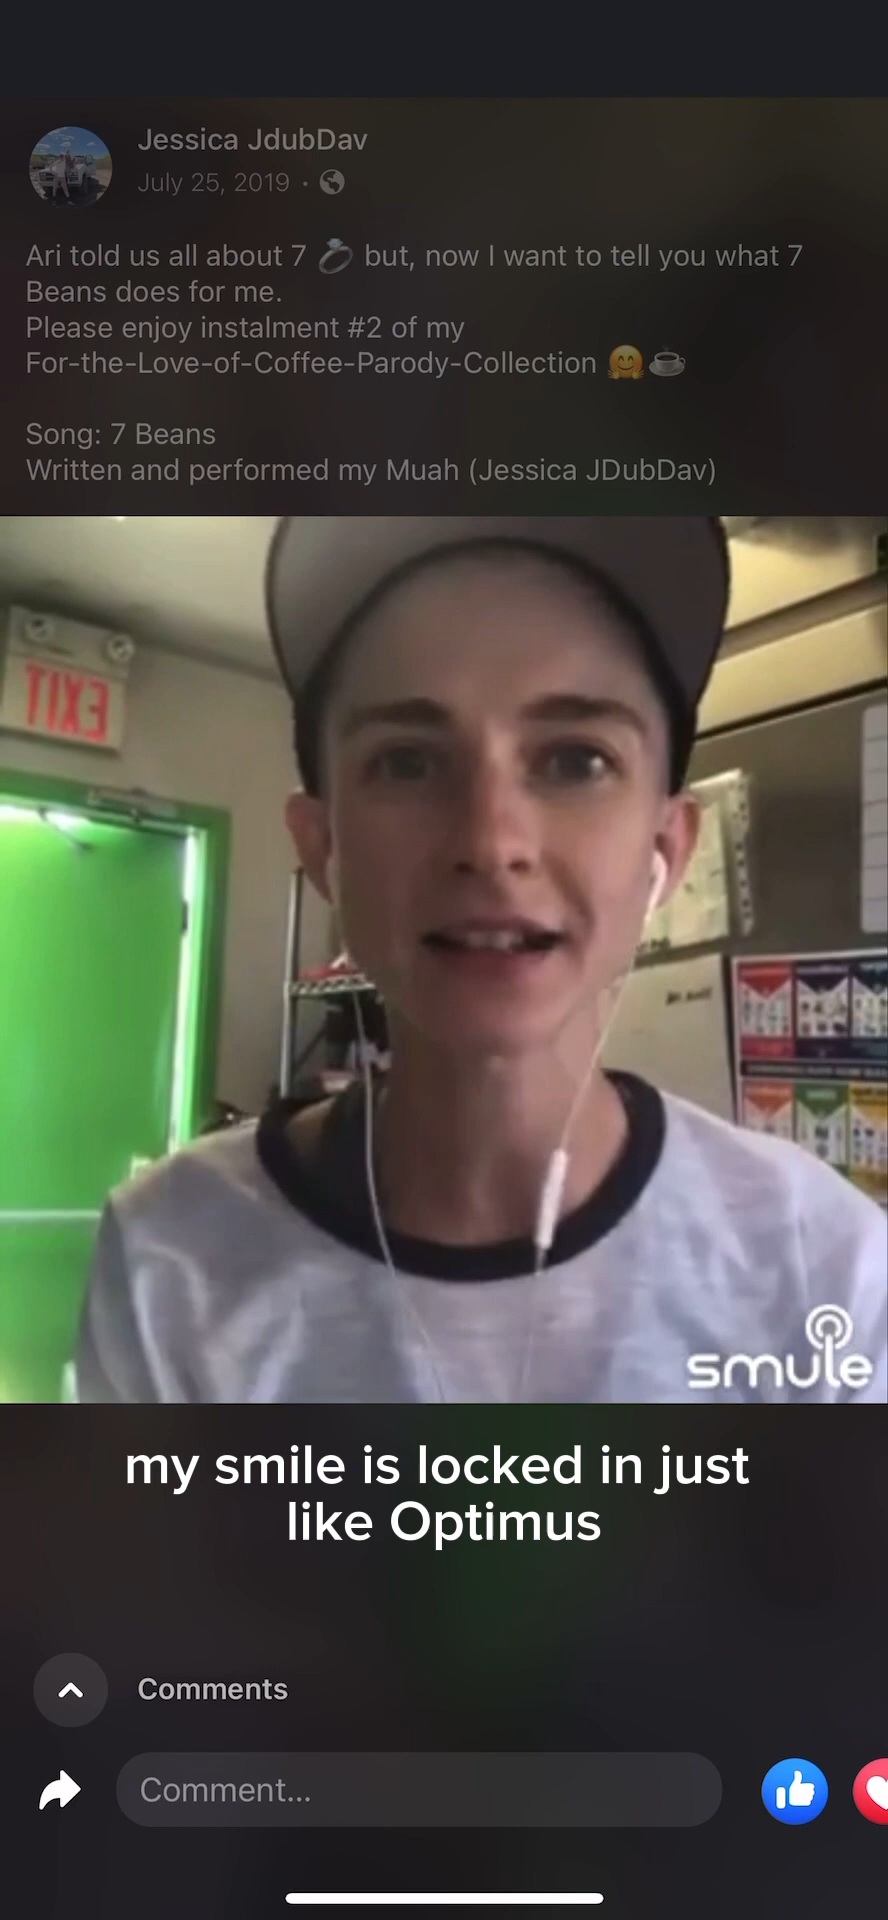 Jessica JdubDav
July 25, 2019 ·
Ari told us all about 7 💍 but, now I want to tell you what 7
Beans does for me.
Please enjoy instalment #2 of my
For-the-Love-of-Coffee-Parody-Collection 🤗☕
Song: 7 Beans
Written and performed my Muah (Jessica JDubDav)
EXIT
smule
my smile is locked in just
like Optimus
Comments
Comment...